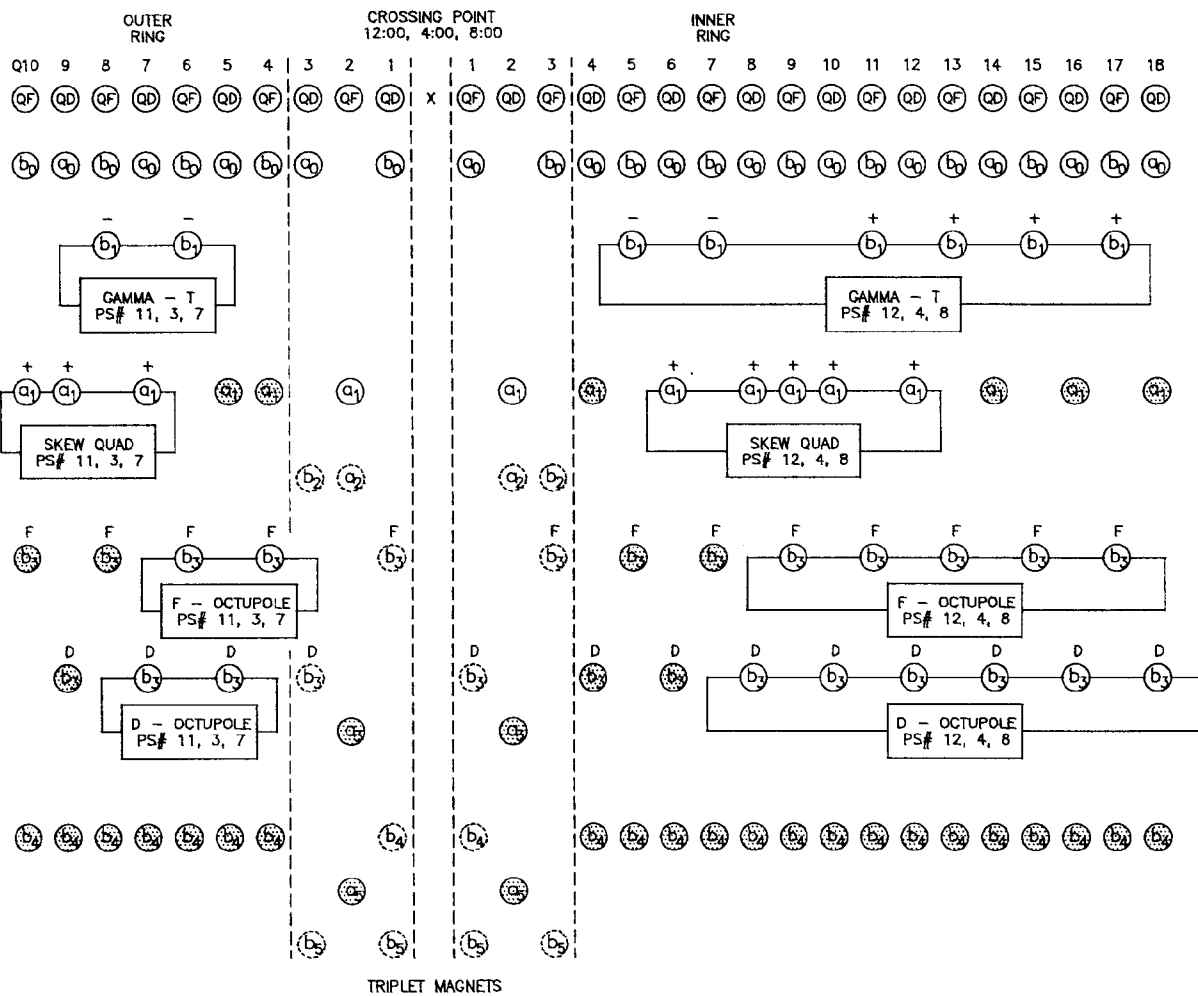 OUTER
RING
CROSSING POINT
12:00, 4:00, 8:00
INNER
RING
Q10 9 8 7 6 5 4 3 2 1 1 2 3 4 5 6 7 8 9 10 11 12 13 14 15 16 17 18
QF QD QF QD QF QD QF QD QF QD X QF QD QF QD QF QD QF QD QF QD QF QD QF QD QF QD QF QD
b0 a0 b0 a0 b0 a0 b0 a0 b0 a0 b0 a0 b0 a0 b0 a0 b0 a0 b0 a0 b0 a0 b0 a0 b0 a0
− − − − + + + +
b1 b1 b1 b1 b1 b1 b1 b1
GAMMA − T
PS# 11, 3, 7
GAMMA − T
PS# 12, 4, 8
+ + + + + + + +
a1 a1 a1 a1 a1 a1 a1 a1 a1 a1 a1 a1 a1 a1 a1 a1
SKEW QUAD
PS# 11, 3, 7
SKEW QUAD
PS# 12, 4, 8
b2 a2 a2 b2
F F F F F F F F F F F F F
b3 b3 b3 b3 b3 b3 b3 b3 b3 b3 b3 b3 b3
F − OCTUPOLE
PS# 11, 3, 7
F − OCTUPOLE
PS# 12, 4, 8
D D D D D D D D D D D D D
b3 b3 b3 b3 b3 b3 b3 b3 b3 b3 b3 b3 b3
D − OCTUPOLE
PS# 11, 3, 7
D − OCTUPOLE
PS# 12, 4, 8
a3 a3
b4 b4 b4 b4 b4 b4 b4 b4 b4 b4 b4 b4 b4 b4 b4 b4 b4 b4 b4 b4 b4 b4 b4 b4
a5 a5
b5 b5 b5 b5
TRIPLET MAGNETS